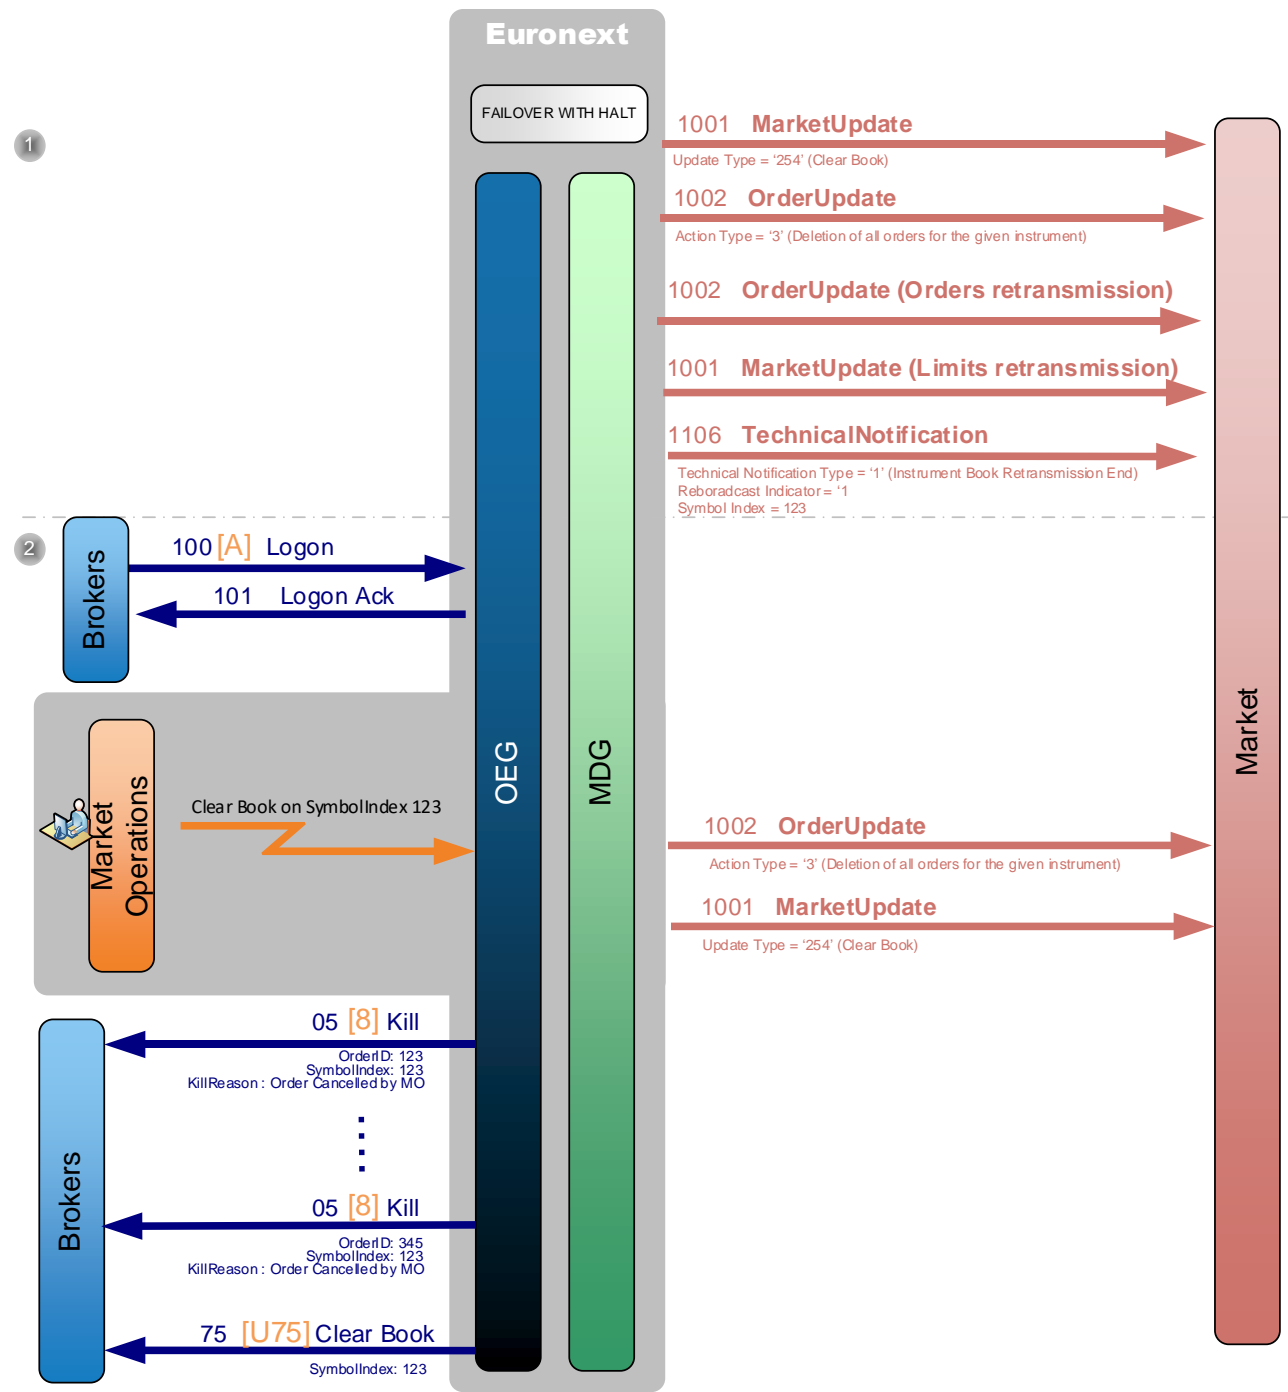 Euronext
FAILOVER WITH HALT
1
1001 MarketUpdate
Update Type = ‘254’ (Clear Book)
1002 OrderUpdate
Action Type = ‘3’ (Deletion of all orders for the given instrument)
1002 OrderUpdate (Orders retransmission)
1001 MarketUpdate (Limits retransmission)
1106 TechnicalNotification
Technical Notification Type = ‘1’ (Instrument Book Retransmission End)
Reboradcast Indicator = ‘1
Symbol Index = 123
2
Brokers
100 [A] Logon
101 Logon Ack
OEG
MDG
Market
Market
Operations
Clear Book on SymbolIndex 123
1002 OrderUpdate
Action Type = ‘3’ (Deletion of all orders for the given instrument)
1001 MarketUpdate
Update Type = ‘254’ (Clear Book)
Brokers
05 [8] Kill
OrderID: 123
SymbolIndex: 123
KillReason : Order Cancelled by MO
05 [8] Kill
OrderID: 345
SymbolIndex: 123
KillReason : Order Cancelled by MO
75 [U75] Clear Book
SymbolIndex: 123